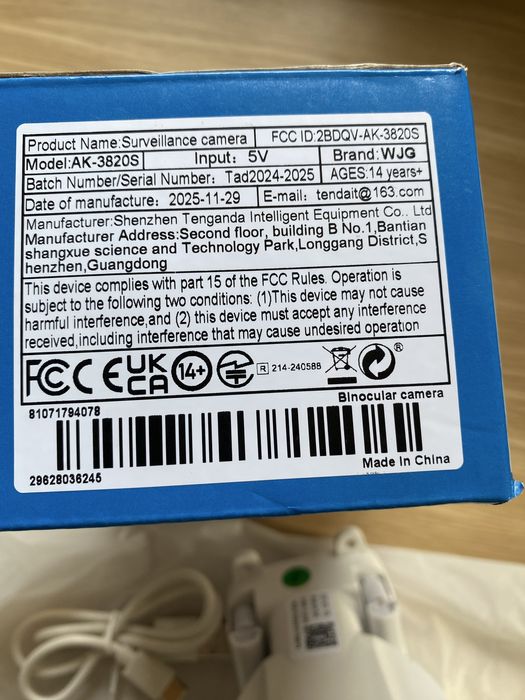 Product Name:Surveillance camera FCC ID:2BDQV-AK-3820S
Model:AK-3820S Input: 5V Brand:WJG
Batch Number/Serial Number: Tad2024-2025 AGES:14 years+
Date of manufacture: 2025-11-29 E-mail: tendait@163.com
Manufacturer:Shenzhen Tenganda Intelligent Equipment Co., Ltd
Manufacturer Address:Second floor, building B No.1,Bantian
shangxue science and Technology Park,Longgang District,S
henzhen,Guangdong
This device complies with part 15 of the FCC Rules. Operation is
subject to the following two conditions: (1)This device may not cause
harmful interference,and (2) this device must accept any interference
received,including interference that may cause undesired operation
FCC CE UKCA 14+ R 214-240588 ®
Binocular camera
81071794078
29628036245
Made In China